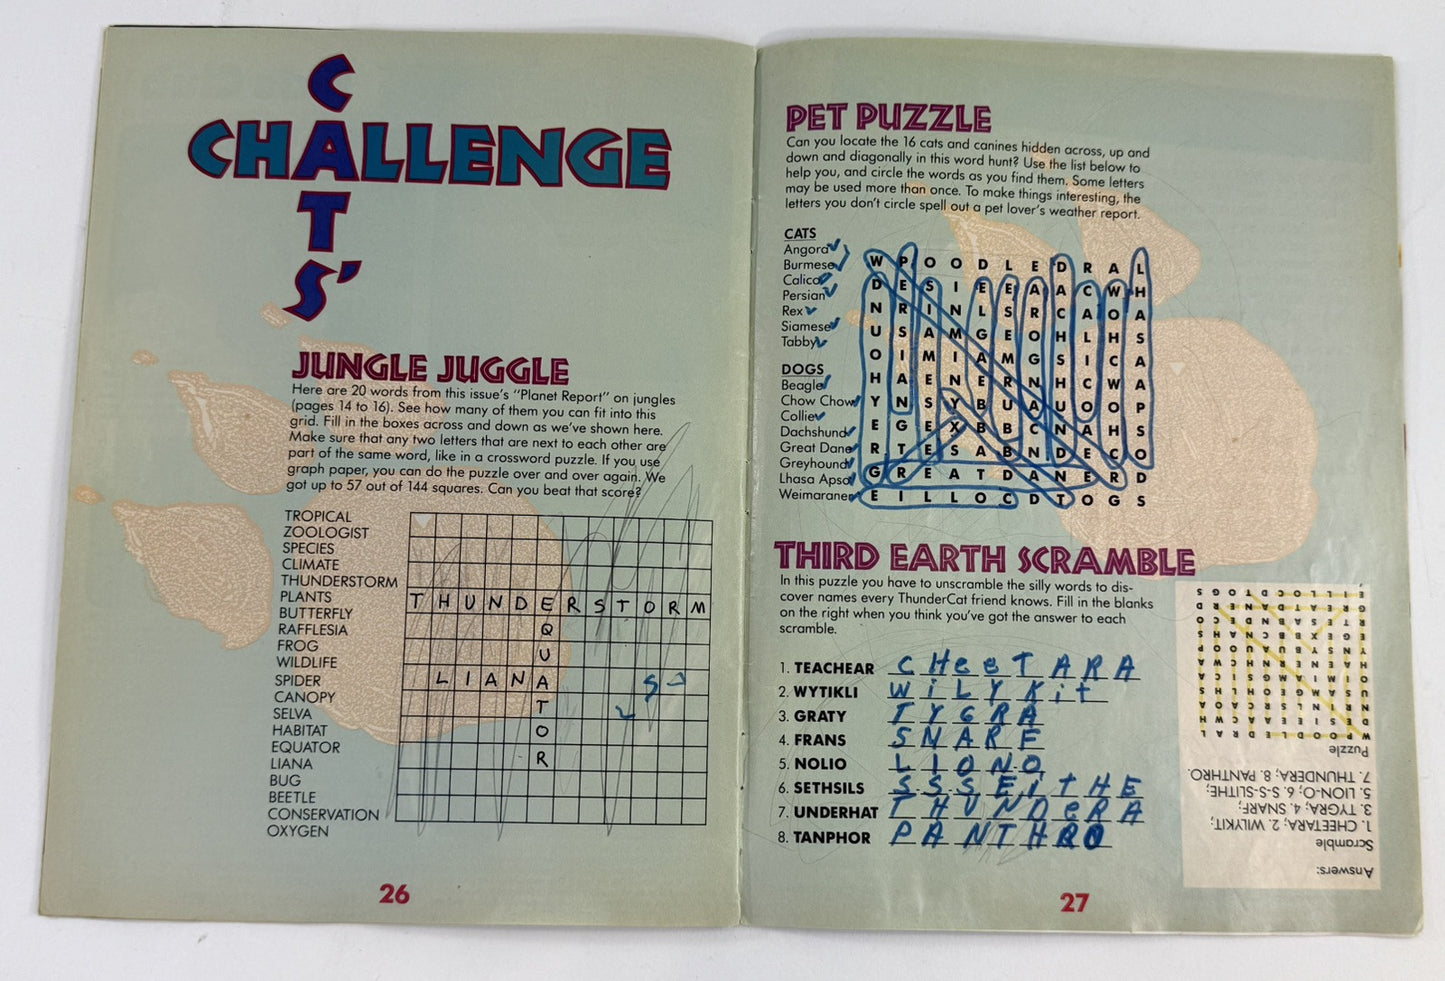 CATS'
CHALLENGE
JUNGLE JUGGLE
Here are 20 words from this issue's "Planet Report" on jungles
(pages 14 to 16). See how many of them you can fit into this
grid. Fill in the boxes across and down as we've shown here.
Make sure that any two letters that are next to each other are
part of the same word, like in a crossword puzzle. If you use
graph paper, you can do the puzzle over and over again. We
got up to 57 out of 144 squares. Can you beat that score?
TROPICAL
ZOOLOGIST
SPECIES
CLIMATE
THUNDERSTORM
PLANTS
BUTTERFLY
RAFFLESIA
FROG
WILDLIFE
SPIDER
CANOPY
SELVA
HABITAT
EQUATOR
LIANA
BUG
BEETLE
CONSERVATION
OXYGEN
THUNDERSTORM
Q
U
LIANA
T
O
R
26
PET PUZZLE
Can you locate the 16 cats and canines hidden across, up and
down and diagonally in this word hunt? Use the list below to
help you, and circle the words as you find them. Some letters
may be used more than once. To make things interesting, the
letters you don't circle spell out a pet lover's weather report.
CATS
Angora
Burmese
Calico
Persian
Rex
Siamese
Tabby
DOGS
Beagle
Chow Chow
Collie
Dachshund
Great Dane
Greyhound
Lhasa Apso
Weimaraner
W P O O D L E D R A L
D E S I E E A A C W H
N R I N L S R C A O A
U S A M G E O H L H S
O I M I A M G S I C A
H A E N E R N H C W A
Y N S Y B U A U O O P
E G E X B B C N A H S
R T E S A B N D E C O
G R E A T D A N E R D
E I L L O C D T O G S
THIRD EARTH SCRAMBLE
In this puzzle you have to unscramble the silly words to dis-
cover names every ThunderCat friend knows. Fill in the blanks
on the right when you think you've got the answer to each
scramble.
1. TEACHEAR CHeeTARA
2. WYTIKLI WiLYKit
3. GRATY TYGRA
4. FRANS SNARF
5. NOLIO LIONO
6. SETHSILS SSSEitHE
7. UNDERHAT THUNDeRA
8. TANPHOR PANTHRO
Answers:
Scramble
1. CHEETARA; 2. WILYKIT;
3. TYGRA; 4. SNARF;
5. LION-O; 6. S-S-SLITHE;
7. THUNDERA; 8. PANTHRO.
Puzzle
27